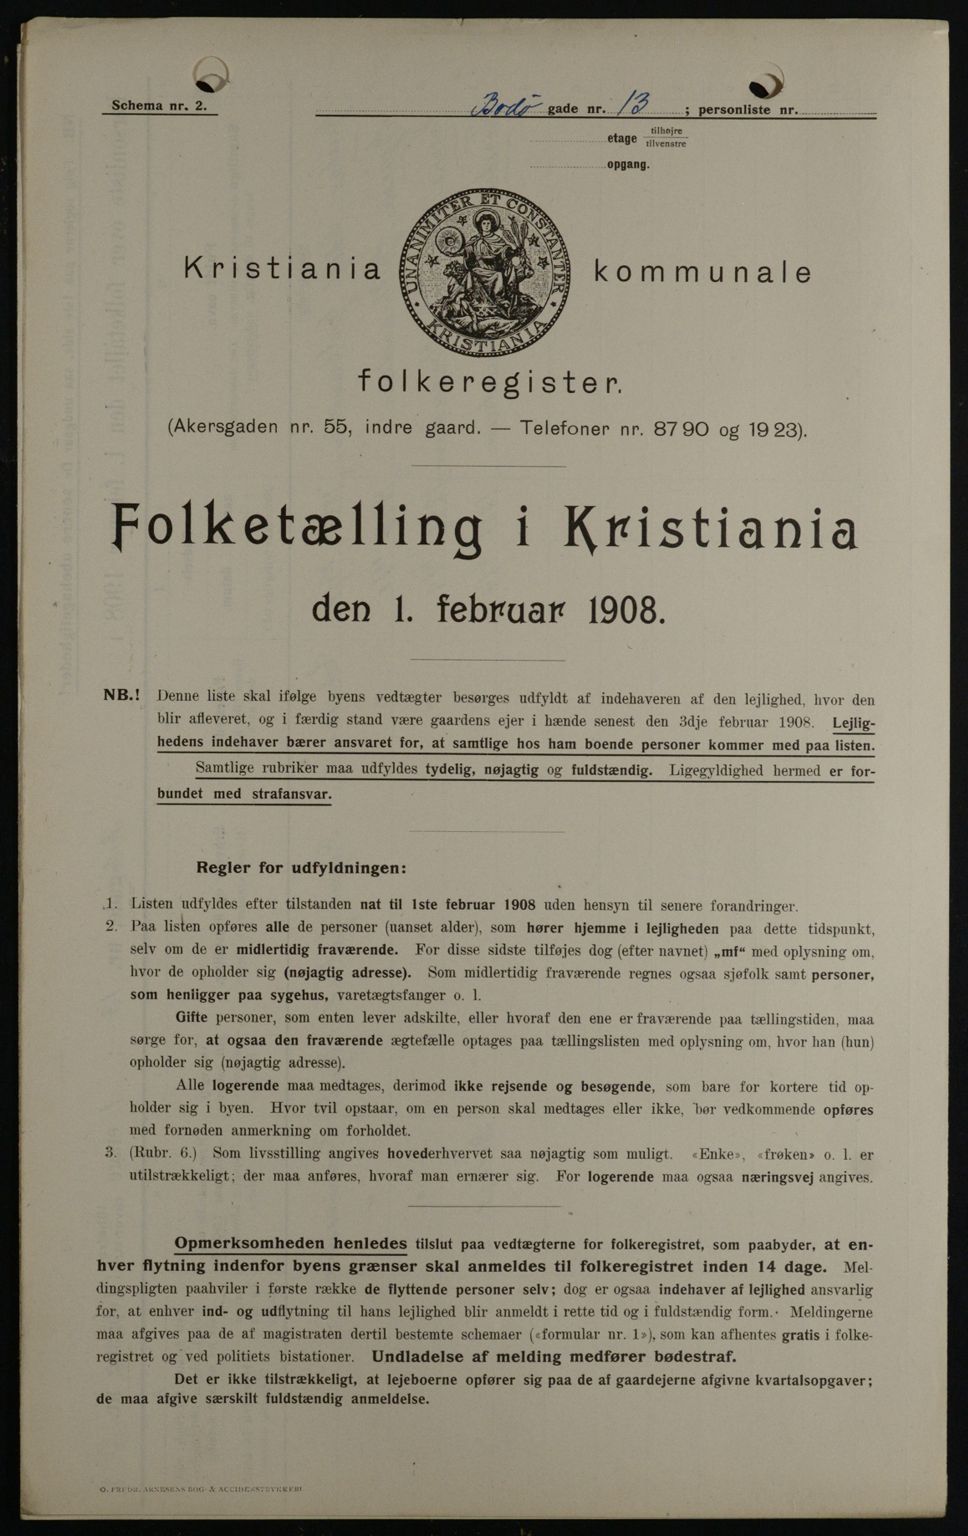 Schema nr. 2.
Bodø gade nr. 13 ; personliste nr.
etage tilhøjre
tilvenstre
opgang.
UNANIMITER ET CONSTANTER
KRISTIANIA
Kristiania kommunale
folkeregister.
(Akersgaden nr. 55, indre gaard. — Telefoner nr. 87 90 og 19 23).
Folketælling i Kristiania
den 1. februar 1908.
NB.! Denne liste skal ifølge byens vedtægter besørges udfyldt af indehaveren af den lejlighed, hvor den
blir afleveret, og i færdig stand være gaardens ejer i hænde senest den 3dje februar 1908. Lejlig-
hedens indehaver bærer ansvaret for, at samtlige hos ham boende personer kommer med paa listen.
Samtlige rubriker maa udfyldes tydelig, nøjagtig og fuldstændig. Ligegyldighed hermed er for-
bundet med strafansvar.
Regler for udfyldningen:
1. Listen udfyldes efter tilstanden nat til 1ste februar 1908 uden hensyn til senere forandringer.
2. Paa listen opføres alle de personer (uanset alder), som hører hjemme i lejligheden paa dette tidspunkt,
selv om de er midlertidig fraværende. For disse sidste tilføjes dog (efter navnet) „mf“ med oplysning om,
hvor de opholder sig (nøjagtig adresse). Som midlertidig fraværende regnes ogsaa sjøfolk samt personer,
som henligger paa sygehus, varetægtsfanger o. l.
Gifte personer, som enten lever adskilte, eller hvoraf den ene er fraværende paa tællingstiden, maa
sørge for, at ogsaa den fraværende ægtefælle optages paa tællingslisten med oplysning om, hvor han (hun)
opholder sig (nøjagtig adresse).
Alle logerende maa medtages, derimod ikke rejsende og besøgende, som bare for kortere tid op-
holder sig i byen. Hvor tvil opstaar, om en person skal medtages eller ikke, bør vedkommende opføres
med fornøden anmerkning om forholdet.
3. (Rubr. 6.) Som livsstilling angives hovederhvervet saa nøjagtig som muligt. «Enke», «frøken» o. l. er
utilstrækkeligt; der maa anføres, hvoraf man ernærer sig. For logerende maa ogsaa næringsvej angives.
Opmerksomheden henledes tilslut paa vedtægterne for folkeregistret, som paabyder, at en-
hver flytning indenfor byens grænser skal anmeldes til folkeregistret inden 14 dage. Mel-
dingspligten paahviler i første række de flyttende personer selv; dog er ogsaa indehaver af lejlighed ansvarlig
for, at enhver ind- og udflytning til hans lejlighed blir anmeldt i rette tid og i fuldstændig form. Meldingerne
maa afgives paa de af magistraten dertil bestemte schemaer («formular nr. 1»), som kan afhentes gratis i folke-
registret og ved politiets bistationer. Undladelse af melding medfører bødestraf.
Det er ikke tilstrækkeligt, at lejeboerne opfører sig paa de af gaardejerne afgivne kvartalsopgaver;
de maa afgive særskilt fuldstændig anmeldelse.
O. FREDR. ARNESENS BOG- & ACCIDENSTRYKKERI.